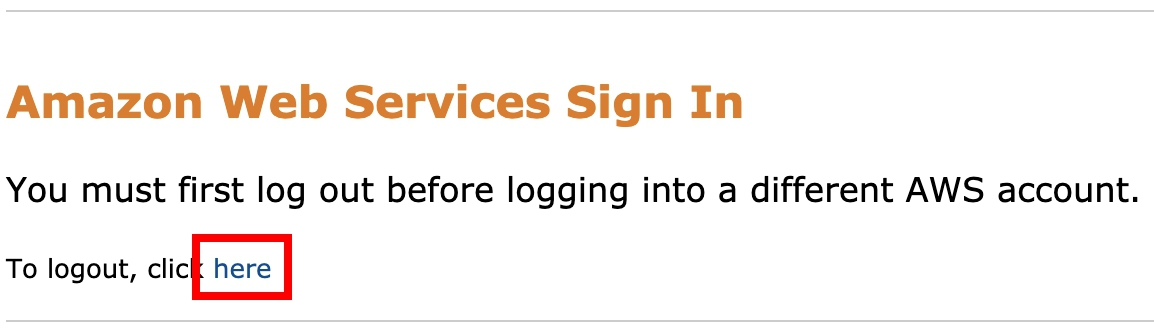 Amazon Web Services Sign In
You must first log out before logging into a different AWS account.
To logout, click here